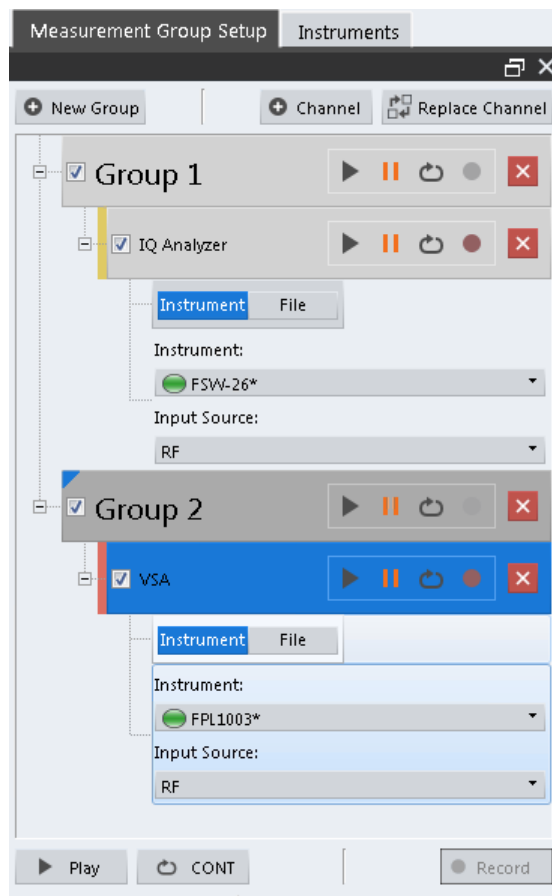 Measurement Group Setup Instruments
New Group Channel Replace Channel
Group 1
IQ Analyzer
Instrument File
Instrument:
FSW-26*
Input Source:
RF
Group 2
VSA
Instrument File
Instrument:
FPL1003*
Input Source:
RF
Play CONT Record